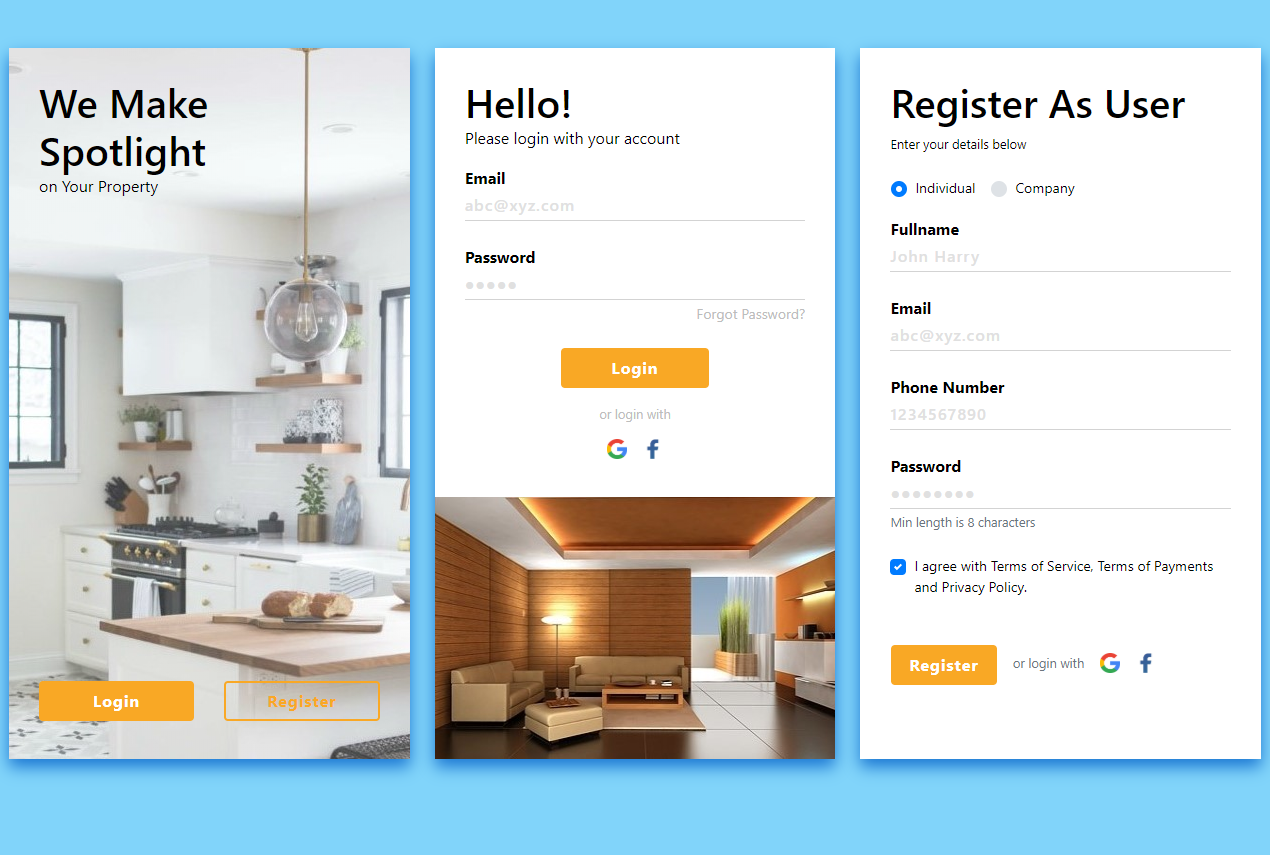 We Make
Spotlight
on Your Property
Login
Register
Hello!
Please login with your account
Email
abc@xyz.com
Password
Forgot Password?
Login
or login with
Register As User
Enter your details below
Individual
Company
Fullname
John Harry
Email
abc@xyz.com
Phone Number
1234567890
Password
Min length is 8 characters
I agree with Terms of Service, Terms of Payments
and Privacy Policy.
Register
or login with